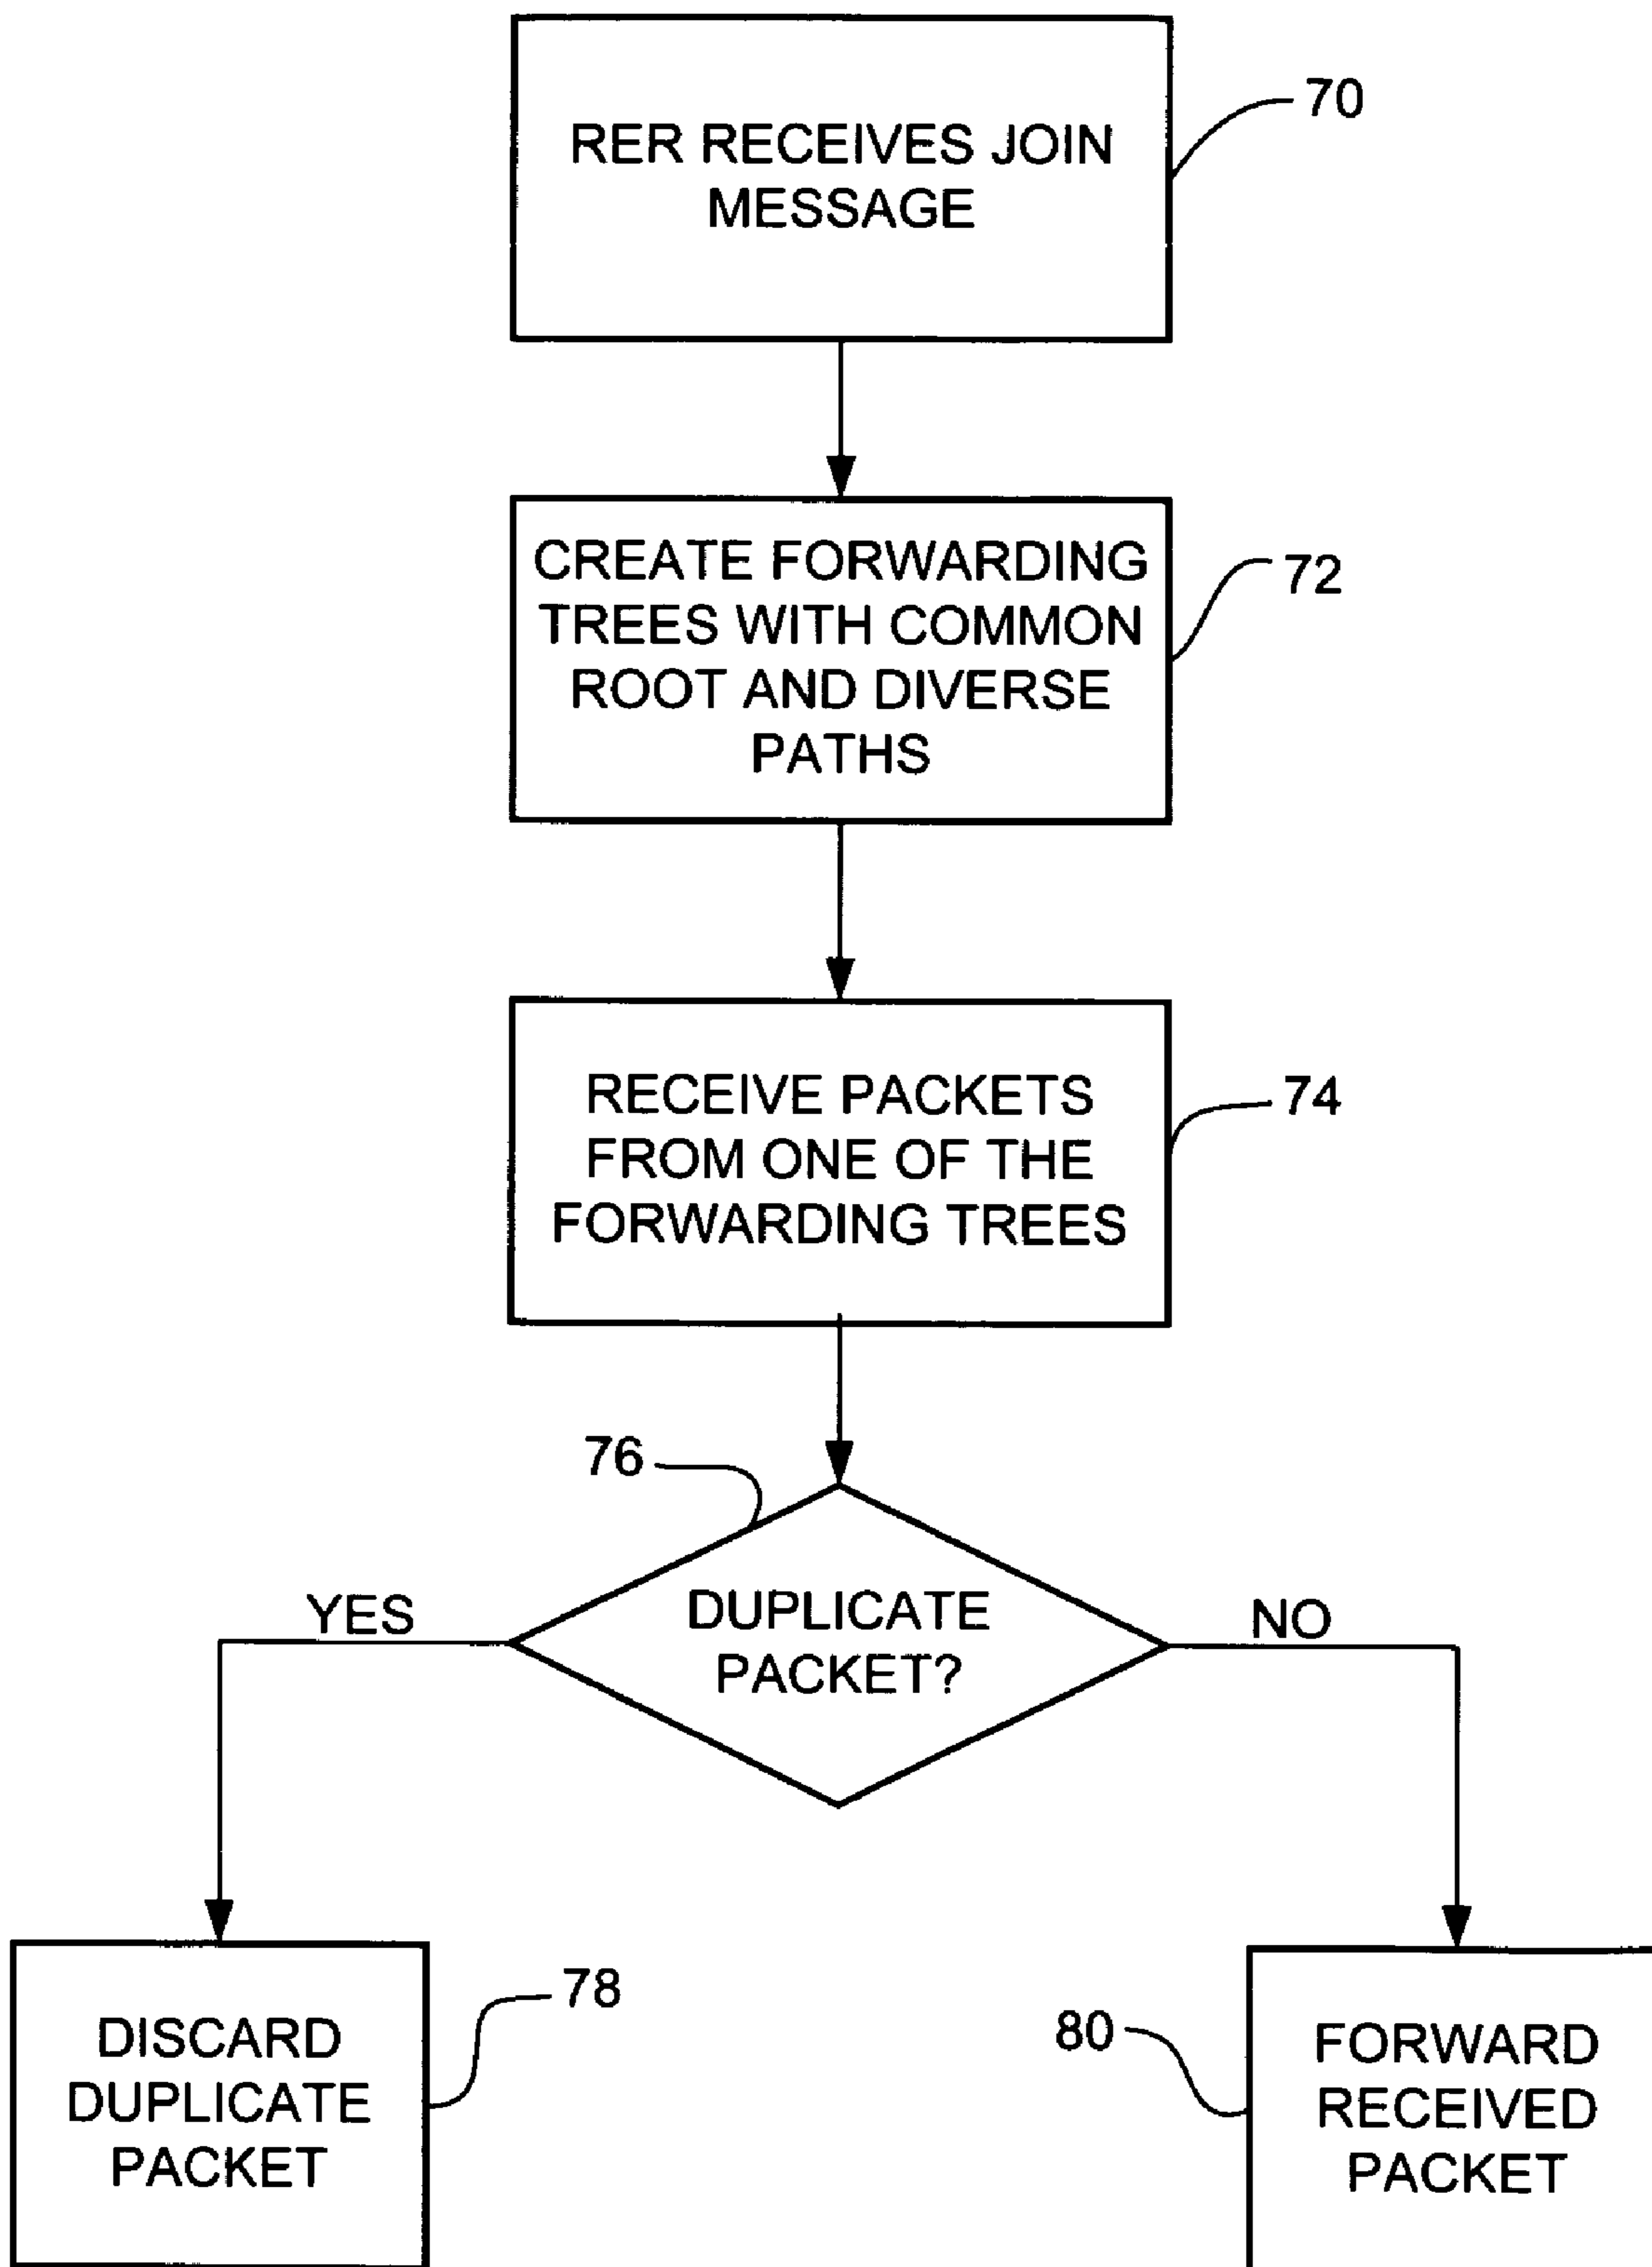 RER RECEIVES JOIN
MESSAGE
70
CREATE FORWARDING
TREES WITH COMMON
ROOT AND DIVERSE
PATHS
72
RECEIVE PACKETS
FROM ONE OF THE
FORWARDING TREES
74
76
DUPLICATE
PACKET?
YES
NO
DISCARD
DUPLICATE
PACKET
78
80
FORWARD
RECEIVED
PACKET